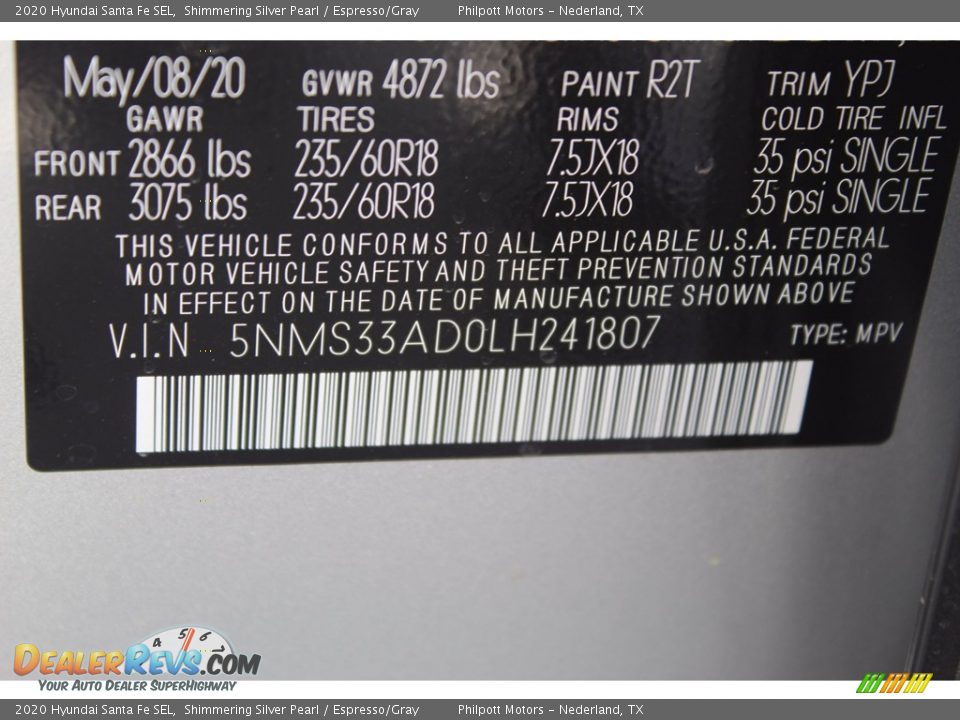 2020 Hyundai Santa Fe SEL, Shimmering Silver Pearl / Espresso/Gray Philpott Motors - Nederland, TX
May/08/20 GVWR 4872 lbs PAINT R2T TRIM YPJ
GAWR TIRES RIMS COLD TIRE INFL
FRONT 2866 lbs 235/60R18 7.5JX18 35 psi SINGLE
REAR 3075 lbs 235/60R18 7.5JX18 35 psi SINGLE
THIS VEHICLE CONFORMS TO ALL APPLICABLE U.S.A. FEDERAL
MOTOR VEHICLE SAFETY AND THEFT PREVENTION STANDARDS
IN EFFECT ON THE DATE OF MANUFACTURE SHOWN ABOVE
V.I.N 5NMS33AD0LH241807 TYPE: MPV
4 5 6 7
DEALERREVS.COM
YOUR AUTO DEALER SUPERHIGHWAY
2020 Hyundai Santa Fe SEL, Shimmering Silver Pearl / Espresso/Gray Philpott Motors - Nederland, TX